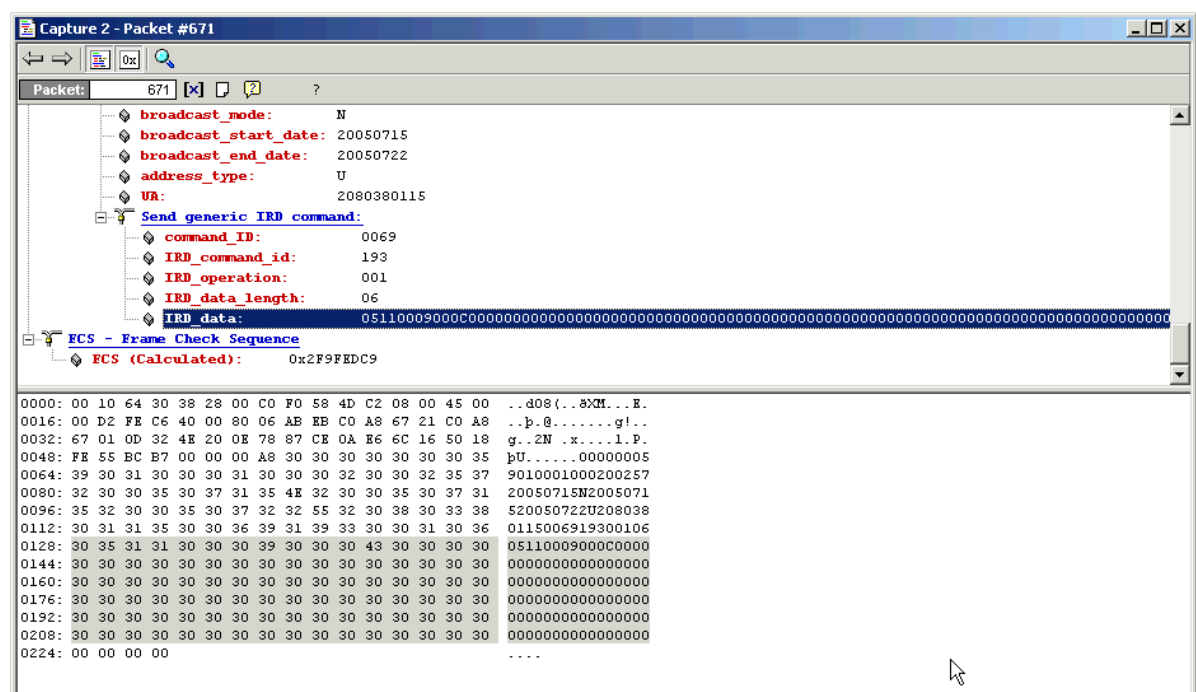 Capture 2 - Packet #671
0x
Packet: 671 [x] ?
broadcast_mode: N
broadcast_start_date: 20050715
broadcast_end_date: 20050722
address_type: U
UA: 2080380115
Send generic IRD command:
command_ID: 0069
IRD_command_id: 193
IRD_operation: 001
IRD_data_length: 06
IRD_data: 05110009000C00000000000000000000000000000000000000000000000000000000000000000000000000000000
FCS - Frame Check Sequence
FCS (Calculated): 0x2F9FEDC9
0000: 00 10 64 30 38 28 00 C0 F0 58 4D C2 08 00 45 00 ..d08(..ðXM...E.
0016: 00 D2 FE C6 40 00 80 06 AB EB C0 A8 67 21 C0 A8 ..þ.@.......g!..
0032: 67 01 0D 32 4E 20 0E 78 87 CE 0A E6 6C 16 50 18 g..2N .x....l.P.
0048: FE 55 BC B7 00 00 00 A8 30 30 30 30 30 30 30 35 þU......00000005
0064: 39 30 31 30 30 30 31 30 30 30 32 30 30 32 35 37 9010001000200257
0080: 32 30 30 35 30 37 31 35 4E 32 30 30 35 30 37 31 20050715N2005071
0096: 35 32 30 30 35 30 37 32 32 55 32 30 38 30 33 38 520050722U208038
0112: 30 31 31 35 30 30 36 39 31 39 33 30 30 31 30 36 0115006919300106
0128: 30 35 31 31 30 30 30 39 30 30 30 43 30 30 30 30 05110009000C0000
0144: 30 30 30 30 30 30 30 30 30 30 30 30 30 30 30 30 0000000000000000
0160: 30 30 30 30 30 30 30 30 30 30 30 30 30 30 30 30 0000000000000000
0176: 30 30 30 30 30 30 30 30 30 30 30 30 30 30 30 30 0000000000000000
0192: 30 30 30 30 30 30 30 30 30 30 30 30 30 30 30 30 0000000000000000
0208: 30 30 30 30 30 30 30 30 30 30 30 30 30 30 30 30 0000000000000000
0224: 00 00 00 00 ....